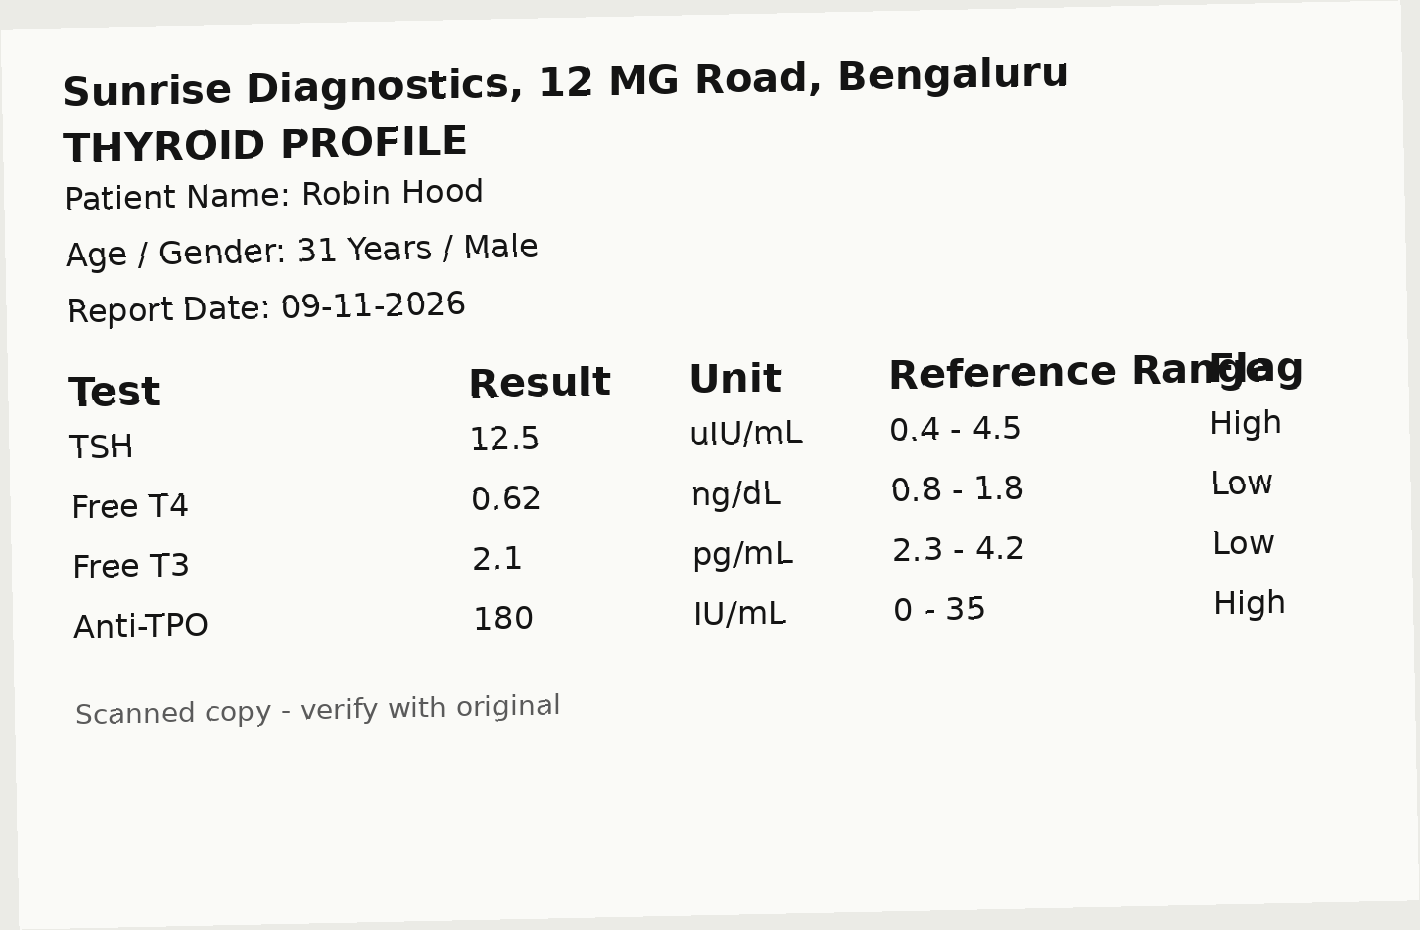 Sunrise Diagnostics, 12 MG Road, Bengaluru
THYROID PROFILE
Patient Name: Robin Hood
Age / Gender: 31 Years / Male
Report Date: 09-11-2026
Test Result Unit Reference Range Flag
TSH 12.5 uIU/mL 0.4 - 4.5 High
Free T4 0.62 ng/dL 0.8 - 1.8 Low
Free T3 2.1 pg/mL 2.3 - 4.2 Low
Anti-TPO 180 IU/mL 0 - 35 High
Scanned copy - verify with original